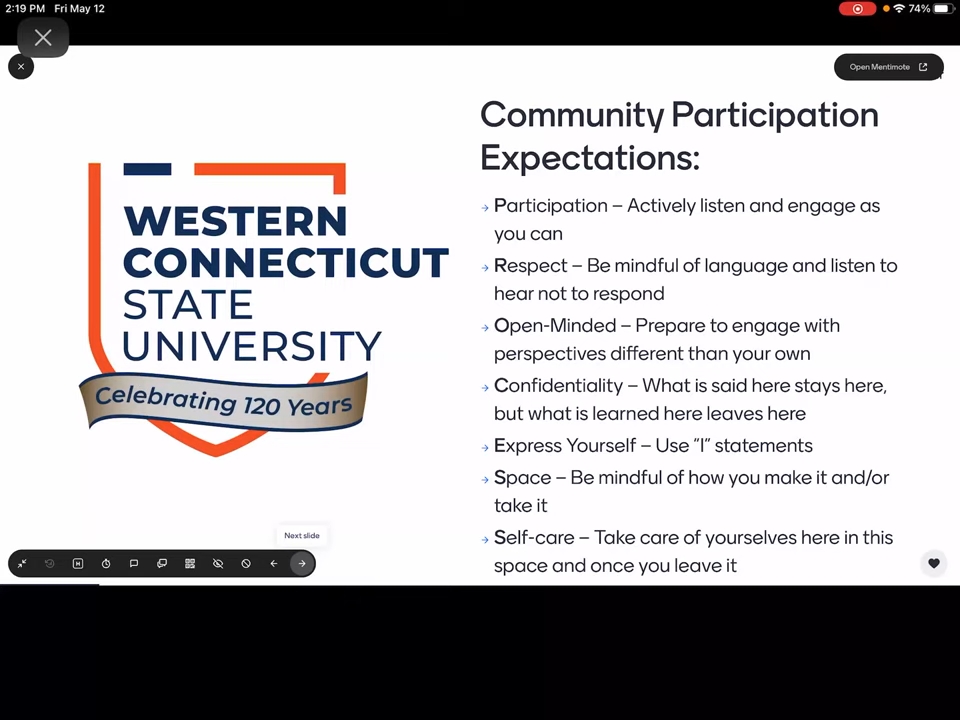 2:19 PM Fri May 12
74%
Open Mentimote
Community Participation
Expectations:
WESTERN
CONNECTICUT
STATE
UNIVERSITY
Celebrating 120 Years
→ Participation – Actively listen and engage as
you can
→ Respect – Be mindful of language and listen to
hear not to respond
→ Open-Minded – Prepare to engage with
perspectives different than your own
→ Confidentiality – What is said here stays here,
but what is learned here leaves here
→ Express Yourself – Use "I" statements
→ Space – Be mindful of how you make it and/or
take it
→ Self-care – Take care of yourselves here in this
space and once you leave it
Next slide
H